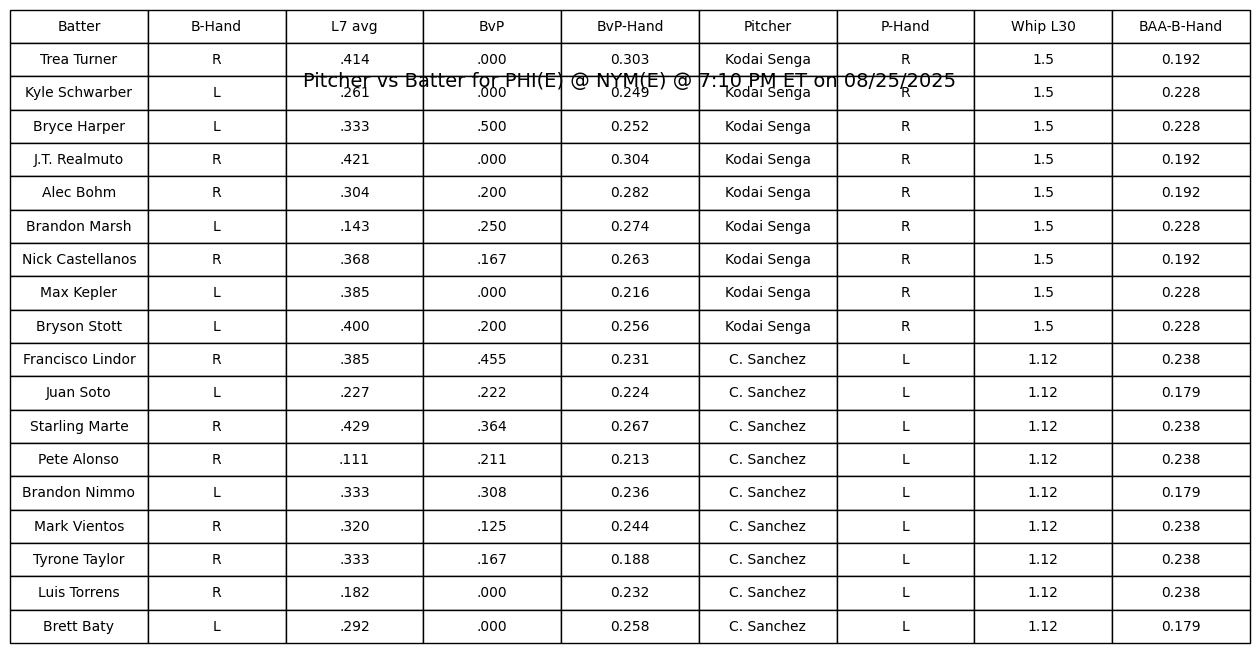 Batter B-Hand L7 avg BvP BvP-Hand Pitcher P-Hand Whip L30 BAA-B-Hand
Trea Turner R .414 .000 0.303 Kodai Senga R 1.5 0.192
Pitcher vs Batter for PHI(E) @ NYM(E) @ 7:10 PM ET on 08/25/2025
Kyle Schwarber L .261 .000 0.249 Kodai Senga R 1.5 0.228
Bryce Harper L .333 .500 0.252 Kodai Senga R 1.5 0.228
J.T. Realmuto R .421 .000 0.304 Kodai Senga R 1.5 0.192
Alec Bohm R .304 .200 0.282 Kodai Senga R 1.5 0.192
Brandon Marsh L .143 .250 0.274 Kodai Senga R 1.5 0.228
Nick Castellanos R .368 .167 0.263 Kodai Senga R 1.5 0.192
Max Kepler L .385 .000 0.216 Kodai Senga R 1.5 0.228
Bryson Stott L .400 .200 0.256 Kodai Senga R 1.5 0.228
Francisco Lindor R .385 .455 0.231 C. Sanchez L 1.12 0.238
Juan Soto L .227 .222 0.224 C. Sanchez L 1.12 0.179
Starling Marte R .429 .364 0.267 C. Sanchez L 1.12 0.238
Pete Alonso R .111 .211 0.213 C. Sanchez L 1.12 0.238
Brandon Nimmo L .333 .308 0.236 C. Sanchez L 1.12 0.179
Mark Vientos R .320 .125 0.244 C. Sanchez L 1.12 0.238
Tyrone Taylor R .333 .167 0.188 C. Sanchez L 1.12 0.238
Luis Torrens R .182 .000 0.232 C. Sanchez L 1.12 0.238
Brett Baty L .292 .000 0.258 C. Sanchez L 1.12 0.179